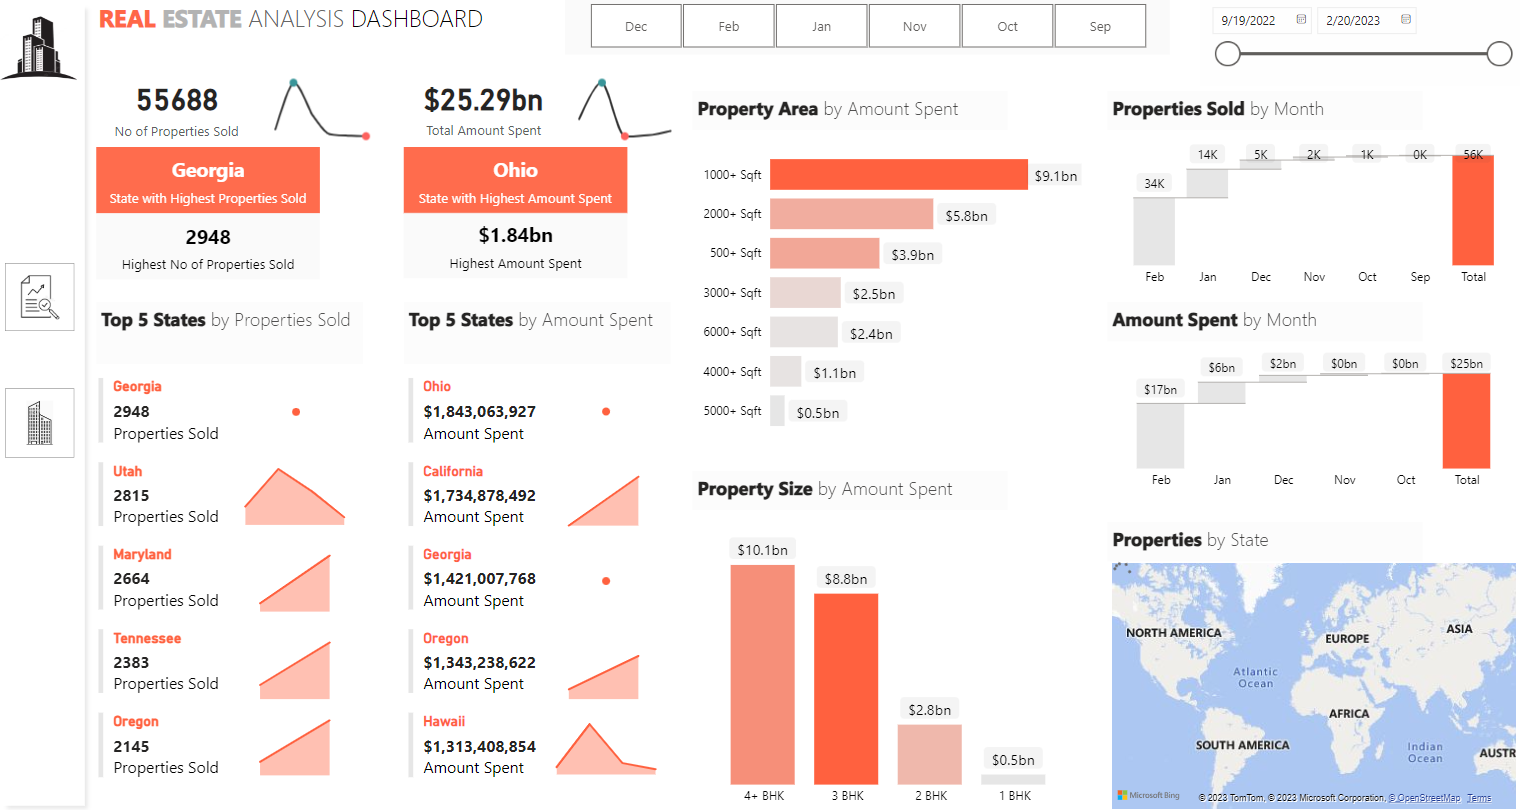 REAL ESTATE ANALYSIS DASHBOARD
Dec
Feb
Jan
Nov
Oct
Sep
9/19/2022
2/20/2023
55688
No of Properties Sold
Georgia
State with Highest Properties Sold
2948
Highest No of Properties Sold
$25.29bn
Total Amount Spent
Ohio
State with Highest Amount Spent
$1.84bn
Highest Amount Spent
Top 5 States by Properties Sold
Georgia
2948
Properties Sold
Utah
2815
Properties Sold
Maryland
2664
Properties Sold
Tennessee
2383
Properties Sold
Oregon
2145
Properties Sold
Top 5 States by Amount Spent
Ohio
$1,843,063,927
Amount Spent
California
$1,734,878,492
Amount Spent
Georgia
$1,421,007,768
Amount Spent
Oregon
$1,343,238,622
Amount Spent
Hawaii
$1,313,408,854
Amount Spent
Property Area by Amount Spent
1000+ Sqft $9.1bn
2000+ Sqft $5.8bn
500+ Sqft $3.9bn
3000+ Sqft $2.5bn
6000+ Sqft $2.4bn
4000+ Sqft $1.1bn
5000+ Sqft $0.5bn
Property Size by Amount Spent
$10.1bn
$8.8bn
$2.8bn
$0.5bn
4+ BHK 3 BHK 2 BHK 1 BHK
Properties Sold by Month
34K 14K 5K 2K 1K 0K 56K
Feb Jan Dec Nov Oct Sep Total
Amount Spent by Month
$17bn $6bn $2bn $0bn $0bn $25bn
Feb Jan Dec Nov Oct Total
Properties by State
NORTH AMERICA
EUROPE
ASIA
Atlantic
Ocean
AFRICA
SOUTH AMERICA
Indian
Ocean
AUSTR
Microsoft Bing
© 2023 TomTom, © 2023 Microsoft Corporation, © OpenStreetMap Terms